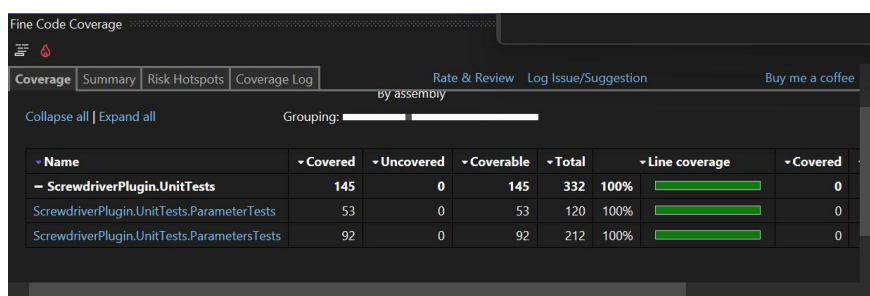 Fine Code Coverage
Coverage Summary Risk Hotspots Coverage Log Rate & Review Log Issue/Suggestion Buy me a coffee
By assembly
Collapse all | Expand all Grouping:
Name Covered Uncovered Coverable Total Line coverage Covered
– ScrewdriverPlugin.UnitTests 145 0 145 332 100% 0
ScrewdriverPlugin.UnitTests.ParameterTests 53 0 53 120 100% 0
ScrewdriverPlugin.UnitTests.ParametersTests 92 0 92 212 100% 0